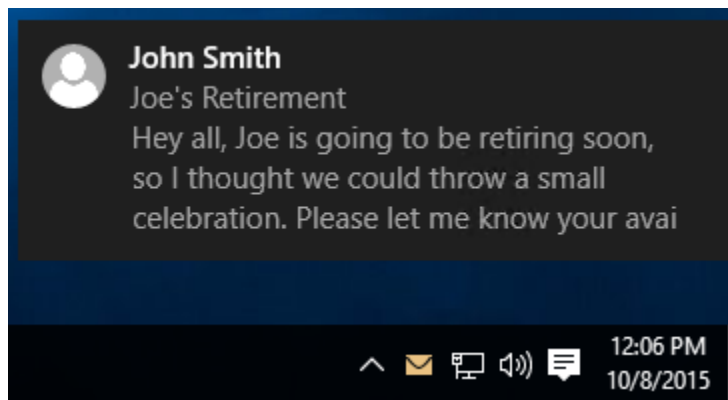 John Smith
Joe's Retirement
Hey all, Joe is going to be retiring soon,
so I thought we could throw a small
celebration. Please let me know your avai
12:06 PM
10/8/2015